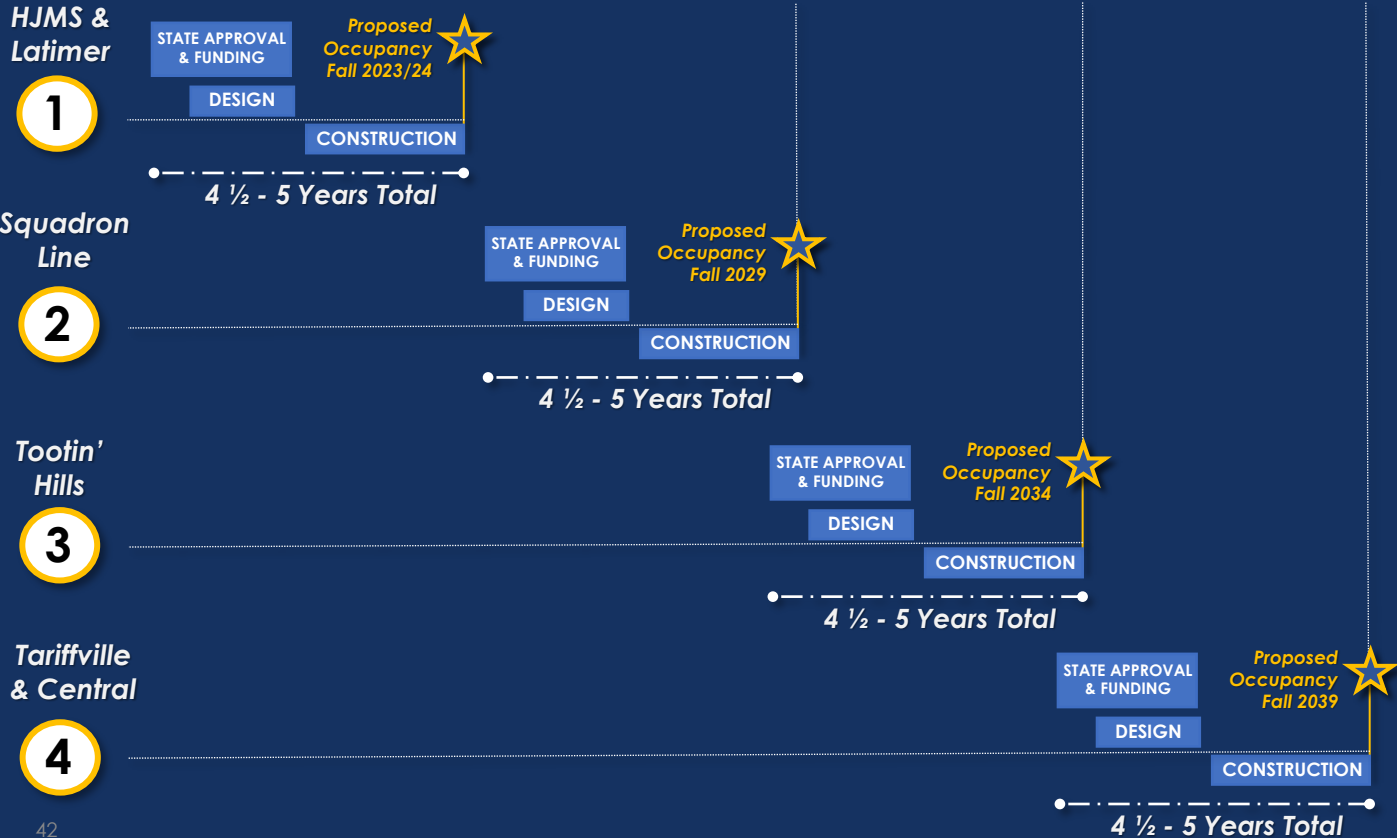 HJMS &
Latimer
1
STATE APPROVAL
& FUNDING
DESIGN
CONSTRUCTION
Proposed
Occupancy
Fall 2023/24
4 ½ - 5 Years Total
Squadron
Line
2
STATE APPROVAL
& FUNDING
DESIGN
CONSTRUCTION
Proposed
Occupancy
Fall 2029
4 ½ - 5 Years Total
Tootin’
Hills
3
STATE APPROVAL
& FUNDING
DESIGN
CONSTRUCTION
Proposed
Occupancy
Fall 2034
4 ½ - 5 Years Total
Tariffville
& Central
4
STATE APPROVAL
& FUNDING
DESIGN
CONSTRUCTION
Proposed
Occupancy
Fall 2039
4 ½ - 5 Years Total
42